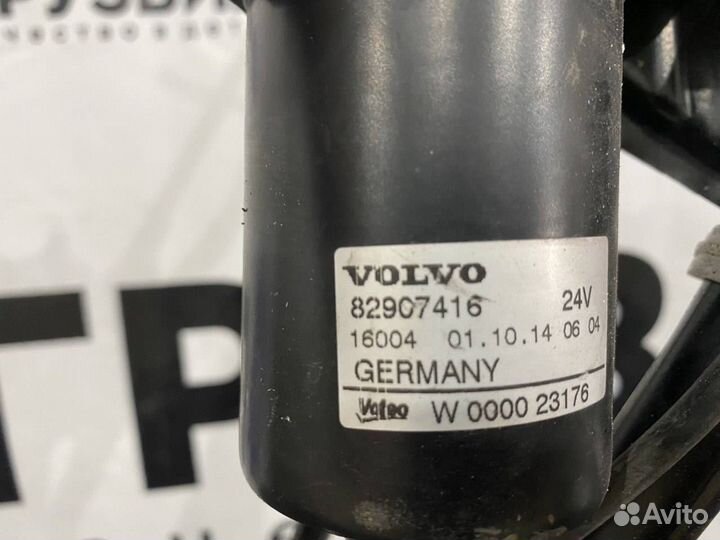 VOLVO
82907416 24V
16004 01.10.14 06 04
GERMANY
Valeo W 0000 23176
Avito